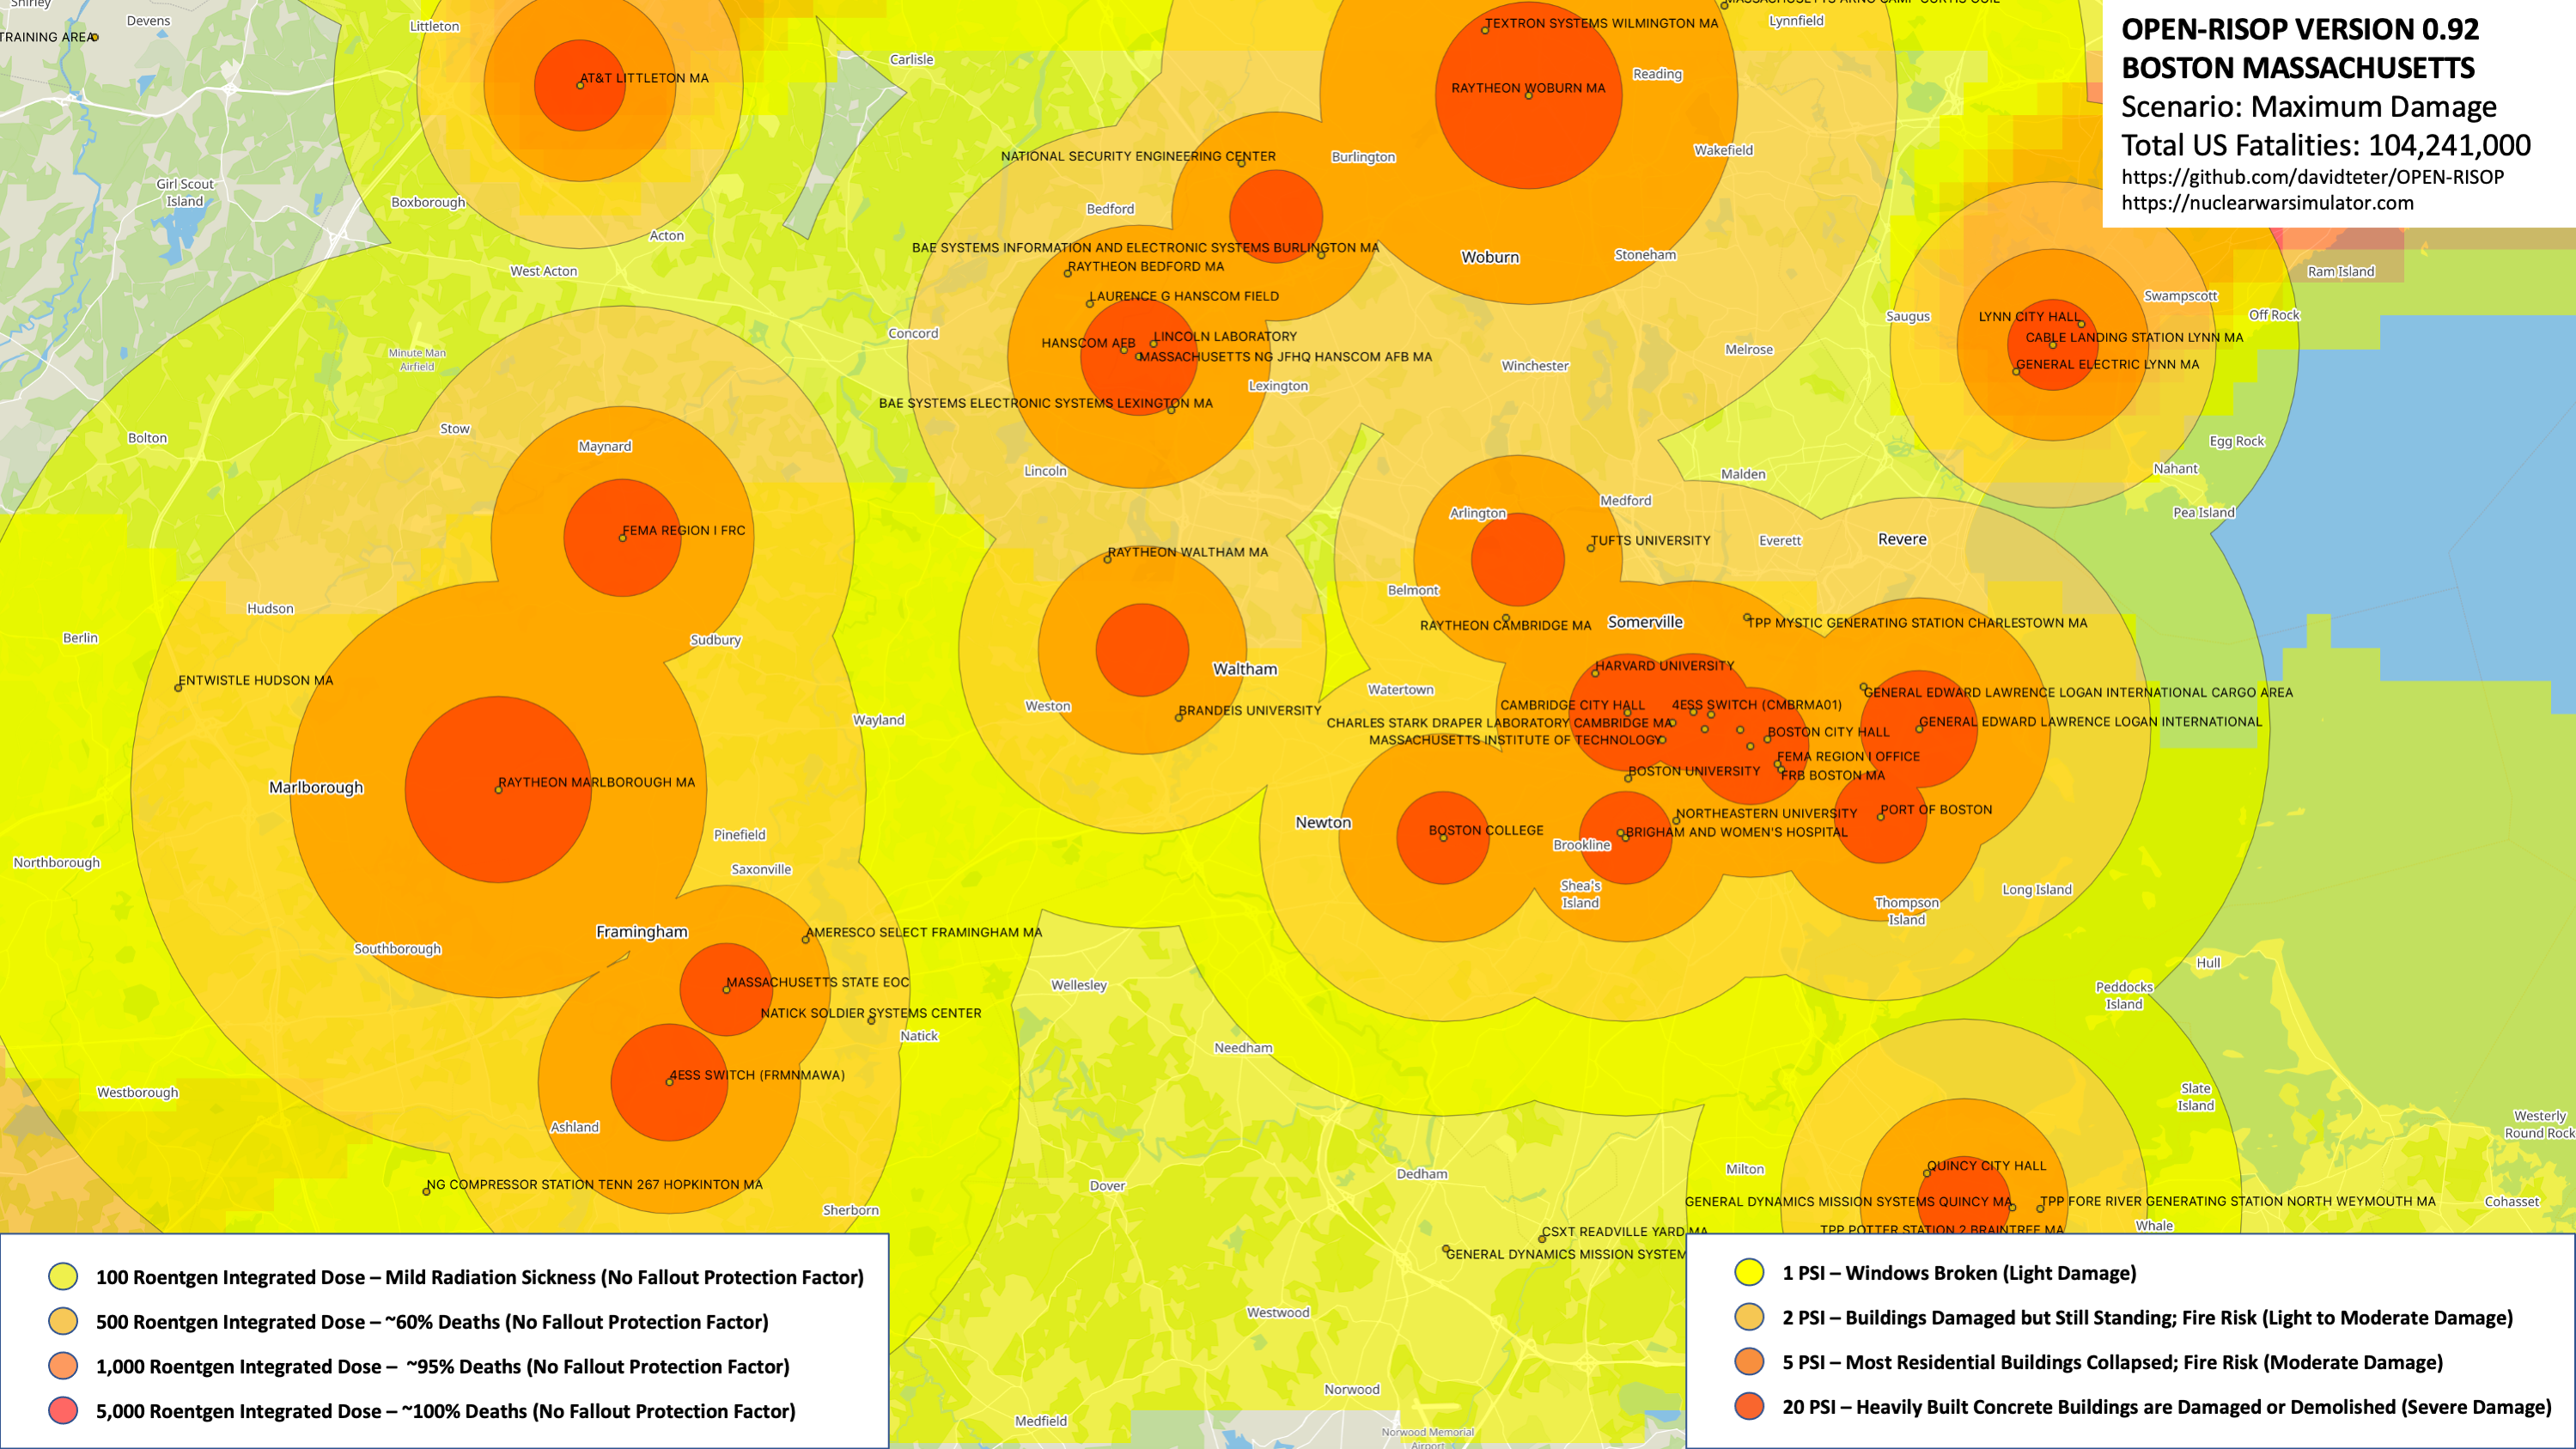 OPEN-RISOP VERSION 0.92
BOSTON MASSACHUSETTS
Scenario: Maximum Damage
Total US Fatalities: 104,241,000
https://github.com/davidteter/OPEN-RISOP
https://nuclearwarsimulator.com
Shirley
Devens
TRAINING AREA
Littleton
AT&T LITTLETON MA
Carlisle
TEXTRON SYSTEMS WILMINGTON MA
Lynnfield
Reading
RAYTHEON WOBURN MA
Wakefield
NATIONAL SECURITY ENGINEERING CENTER
Burlington
Girl Scout
Island
Boxborough
Bedford
Acton
BAE SYSTEMS INFORMATION AND ELECTRONIC SYSTEMS BURLINGTON MA
Woburn
Stoneham
RAYTHEON BEDFORD MA
West Acton
Ram Island
LAURENCE G HANSCOM FIELD
Swampscott
Off Rock
Saugus
LYNN CITY HALL
Concord
LINCOLN LABORATORY
HANSCOM AFB
CABLE LANDING STATION LYNN MA
MASSACHUSETTS NG JFHQ HANSCOM AFB MA
Melrose
Minute Man
Airfield
Winchester
GENERAL ELECTRIC LYNN MA
Lexington
BAE SYSTEMS ELECTRONIC SYSTEMS LEXINGTON MA
Stow
Bolton
Maynard
Egg Rock
Lincoln
Malden
Nahant
Medford
Arlington
Pea Island
FEMA REGION I FRC
TUFTS UNIVERSITY
Everett
Revere
RAYTHEON WALTHAM MA
Belmont
Hudson
RAYTHEON CAMBRIDGE MA
Somerville
TPP MYSTIC GENERATING STATION CHARLESTOWN MA
Berlin
Sudbury
Waltham
HARVARD UNIVERSITY
ENTWISTLE HUDSON MA
Watertown
GENERAL EDWARD LAWRENCE LOGAN INTERNATIONAL CARGO AREA
Weston
BRANDEIS UNIVERSITY
CAMBRIDGE CITY HALL
4ESS SWITCH (CMBRMA01)
Wayland
CHARLES STARK DRAPER LABORATORY CAMBRIDGE MA
GENERAL EDWARD LAWRENCE LOGAN INTERNATIONAL
MASSACHUSETTS INSTITUTE OF TECHNOLOGY
BOSTON CITY HALL
FEMA REGION I OFFICE
BOSTON UNIVERSITY
FRB BOSTON MA
Marlborough
RAYTHEON MARLBOROUGH MA
Newton
NORTHEASTERN UNIVERSITY
PORT OF BOSTON
BOSTON COLLEGE
BRIGHAM AND WOMEN'S HOSPITAL
Pinefield
Brookline
Northborough
Saxonville
Shea's
Island
Long Island
Thompson
Island
Framingham
AMERESCO SELECT FRAMINGHAM MA
Southborough
Hull
MASSACHUSETTS STATE EOC
Wellesley
Peddocks
Island
NATICK SOLDIER SYSTEMS CENTER
Natick
Needham
4ESS SWITCH (FRMNMAWA)
Westborough
Slate
Island
Ashland
Westerly
Round Rock
QUINCY CITY HALL
Milton
Dedham
NG COMPRESSOR STATION TENN 267 HOPKINTON MA
Dover
GENERAL DYNAMICS MISSION SYSTEMS QUINCY MA
TPP FORE RIVER GENERATING STATION NORTH WEYMOUTH MA
Cohasset
Sherborn
Whale
CSXT READVILLE YARD MA
TPP POTTER STATION 2 BRAINTREE MA
GENERAL DYNAMICS MISSION SYSTEM
Westwood
Norwood
Medfield
Norwood Memorial
Airport
100 Roentgen Integrated Dose – Mild Radiation Sickness (No Fallout Protection Factor)
500 Roentgen Integrated Dose – ~60% Deaths (No Fallout Protection Factor)
1,000 Roentgen Integrated Dose – ~95% Deaths (No Fallout Protection Factor)
5,000 Roentgen Integrated Dose – ~100% Deaths (No Fallout Protection Factor)
1 PSI – Windows Broken (Light Damage)
2 PSI – Buildings Damaged but Still Standing; Fire Risk (Light to Moderate Damage)
5 PSI – Most Residential Buildings Collapsed; Fire Risk (Moderate Damage)
20 PSI – Heavily Built Concrete Buildings are Damaged or Demolished (Severe Damage)